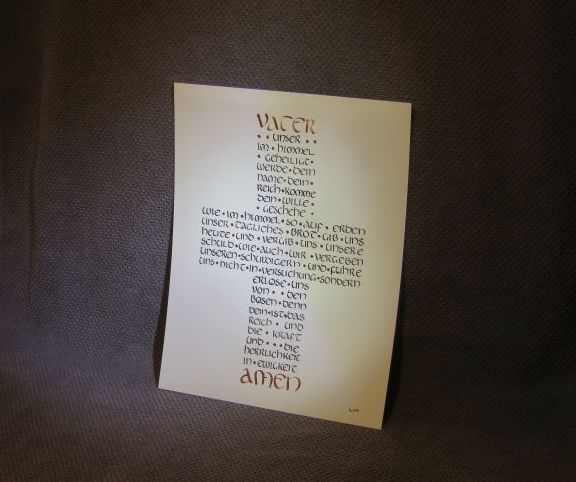 VATER
• • UNSER • •
IM • HIMMEL
• GEHEILIGT •
WERDE • DEIN
NAME • DEIN •
REICH • KOMME
DEIN • WILLE •
• GESCHEHE •
WIE • IM • HIMMEL • SO • AUF • ERDEN
UNSER • TÄGLICHES • BROT • GIB • UNS
HEUTE • UND • VERGIB • UNS • UNSERE
SCHULD • WIE • AUCH • WIR • VERGEBEN
UNSEREN • SCHULDIGERN • UND • FÜHRE
UNS • NICHT • IN • VERSUCHUNG • SONDERN
ERLÖSE • UNS
VON • • DEN
BÖSEN • DENN
DEIN • IST • DAS
REICH • UND
DIE • KRAFT
UND • • • DIE
HERRLICHKEIT
IN • EWIGKEIT
AMEN